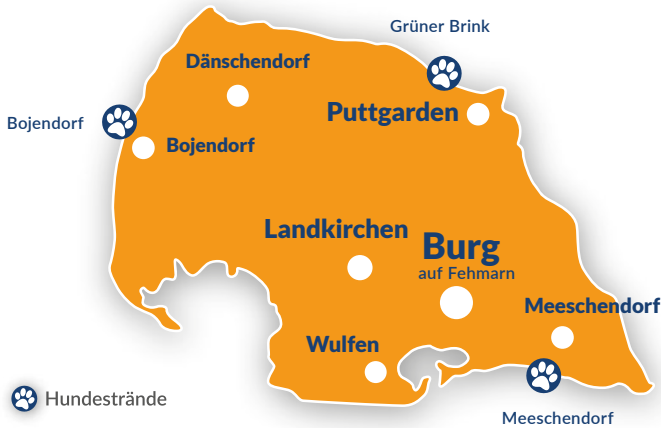 Grüner Brink
Dänschendorf
Puttgarden
Bojendorf
Bojendorf
Landkirchen
Burg
auf Fehmarn
Meeschendorf
Wulfen
Hundestrände
Meeschendorf